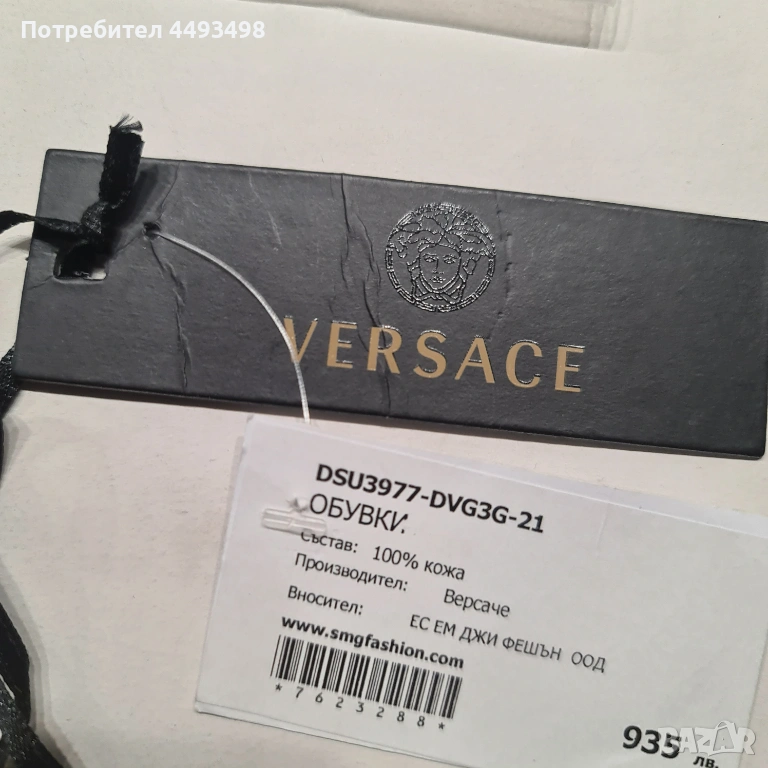 Потребител 4493498
VERSACE
DSU3977-DVG3G-21
ОБУВКИ
Състав: 100% кожа
Производител: Версаче
Вносител: ЕС ЕМ ДЖИ ФЕШЪН ООД
www.smgfashion.com
*7623288*
935 лв.
BAZAR